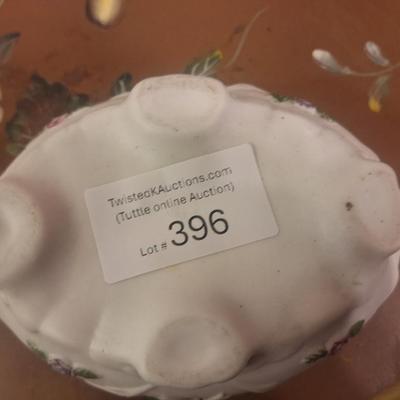 TwistedKAuctions.com
(Tuttle online Auction)
Lot # 396